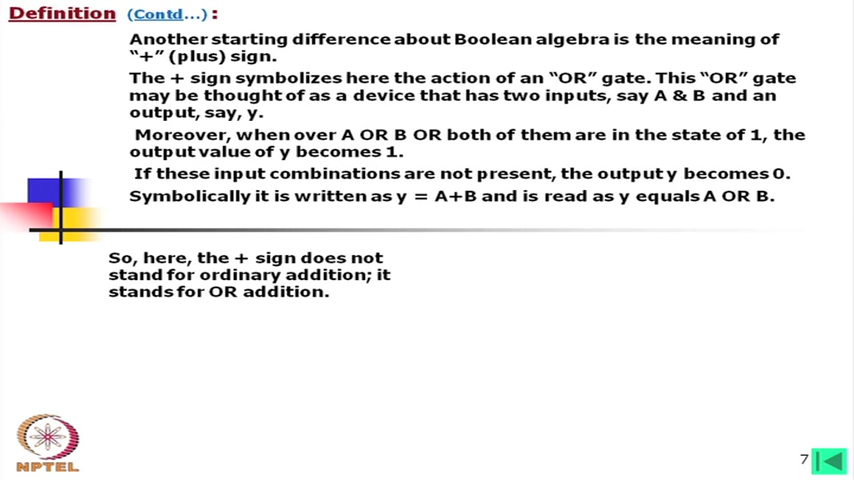 Definition (Contd...) :
Another starting difference about Boolean algebra is the meaning of
“+” (plus) sign.
The + sign symbolizes here the action of an “OR” gate. This “OR” gate
may be thought of as a device that has two inputs, say A & B and an
output, say, y.
Moreover, when over A OR B OR both of them are in the state of 1, the
output value of y becomes 1.
If these input combinations are not present, the output y becomes 0.
Symbolically it is written as y = A+B and is read as y equals A OR B.
So, here, the + sign does not
stand for ordinary addition; it
stands for OR addition.
NPTEL
7